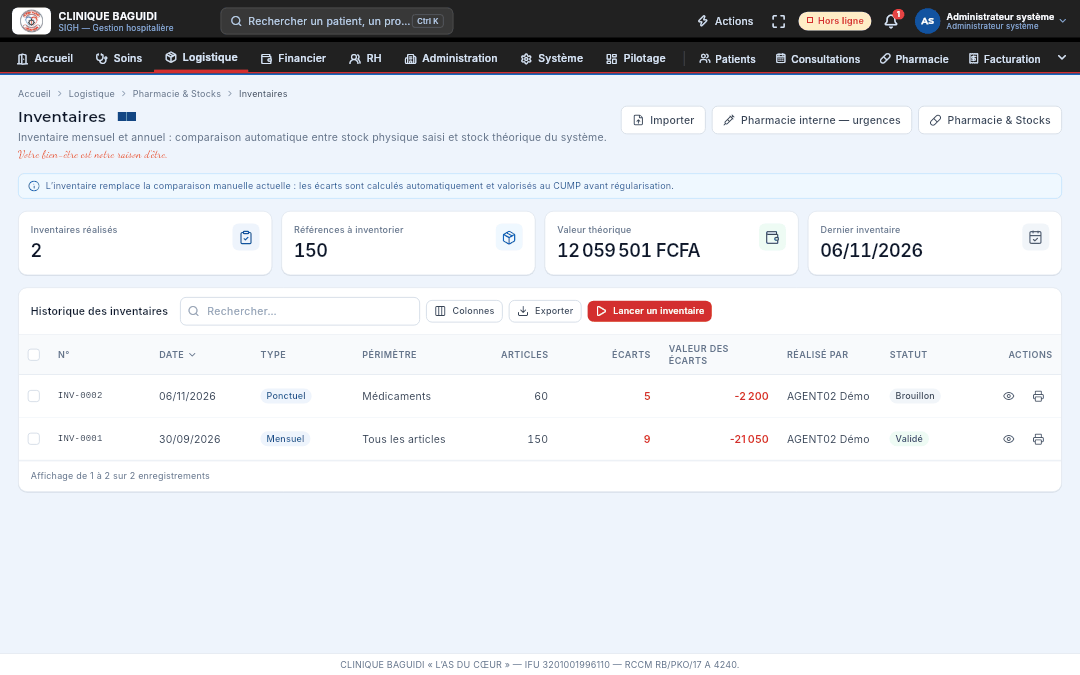 CLINIQUE BAGUIDI
SIGH — Gestion hospitalière
Rechercher un patient, un pro... Ctrl K
Actions
Hors ligne
1
AS
Administrateur système
Administrateur système
Accueil Soins Logistique Financier RH Administration Système Pilotage Patients Consultations Pharmacie Facturation
Accueil > Logistique > Pharmacie & Stocks > Inventaires
Inventaires
Importer Pharmacie interne — urgences Pharmacie & Stocks
Inventaire mensuel et annuel : comparaison automatique entre stock physique saisi et stock théorique du système.
Votre bien-être est notre raison d'être.
L'inventaire remplace la comparaison manuelle actuelle : les écarts sont calculés automatiquement et valorisés au CUMP avant régularisation.
Inventaires réalisés
2
Références à inventorier
150
Valeur théorique
12 059 501 FCFA
Dernier inventaire
06/11/2026
Historique des inventaires Rechercher... Colonnes Exporter Lancer un inventaire
N° DATE TYPE PÉRIMÈTRE ARTICLES ÉCARTS VALEUR DES ÉCARTS RÉALISÉ PAR STATUT ACTIONS
INV-0002 06/11/2026 Ponctuel Médicaments 60 5 -2 200 AGENT02 Démo Brouillon
INV-0001 30/09/2026 Mensuel Tous les articles 150 9 -21 050 AGENT02 Démo Validé
Affichage de 1 à 2 sur 2 enregistrements
CLINIQUE BAGUIDI « L'AS DU CŒUR » — IFU 3201001996110 — RCCM RB/PKO/17 A 4240.